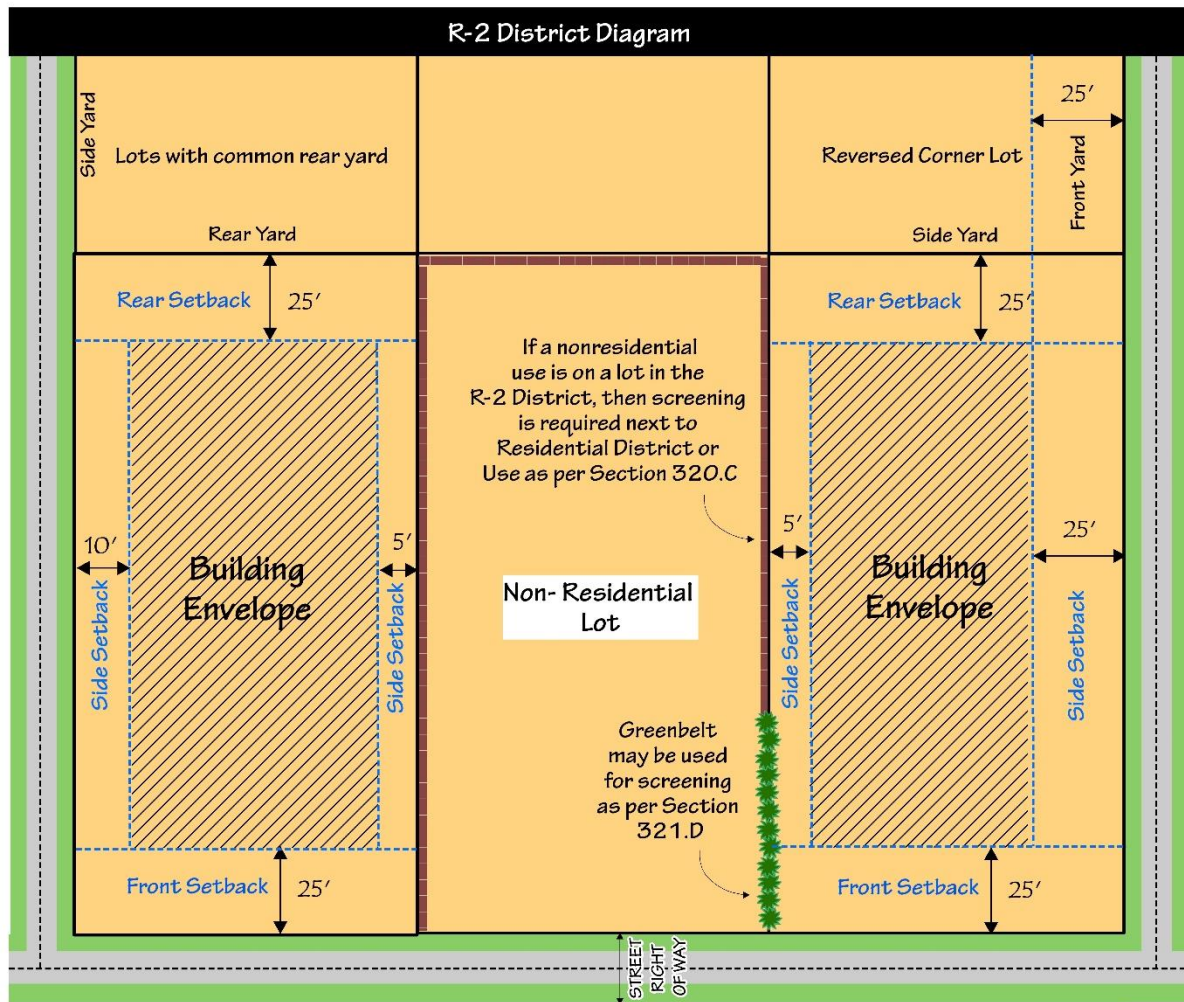 R-2 District Diagram
Side Yard
Lots with common rear yard
Rear Yard
Reversed Corner Lot
25'
Front Yard
Side Yard
Rear Setback
25'
Rear Setback
25'
If a nonresidential
use is on a lot in the
R-2 District, then screening
is required next to
Residential District or
Use as per Section 320.C
10'
Side Setback
Building
Envelope
5'
Side Setback
Non- Residential
Lot
5'
Side Setback
Building
Envelope
25'
Side Setback
Greenbelt
may be used
for screening
as per Section
321.D
Front Setback
25'
Front Setback
25'
STREET
RIGHT
OF WAY